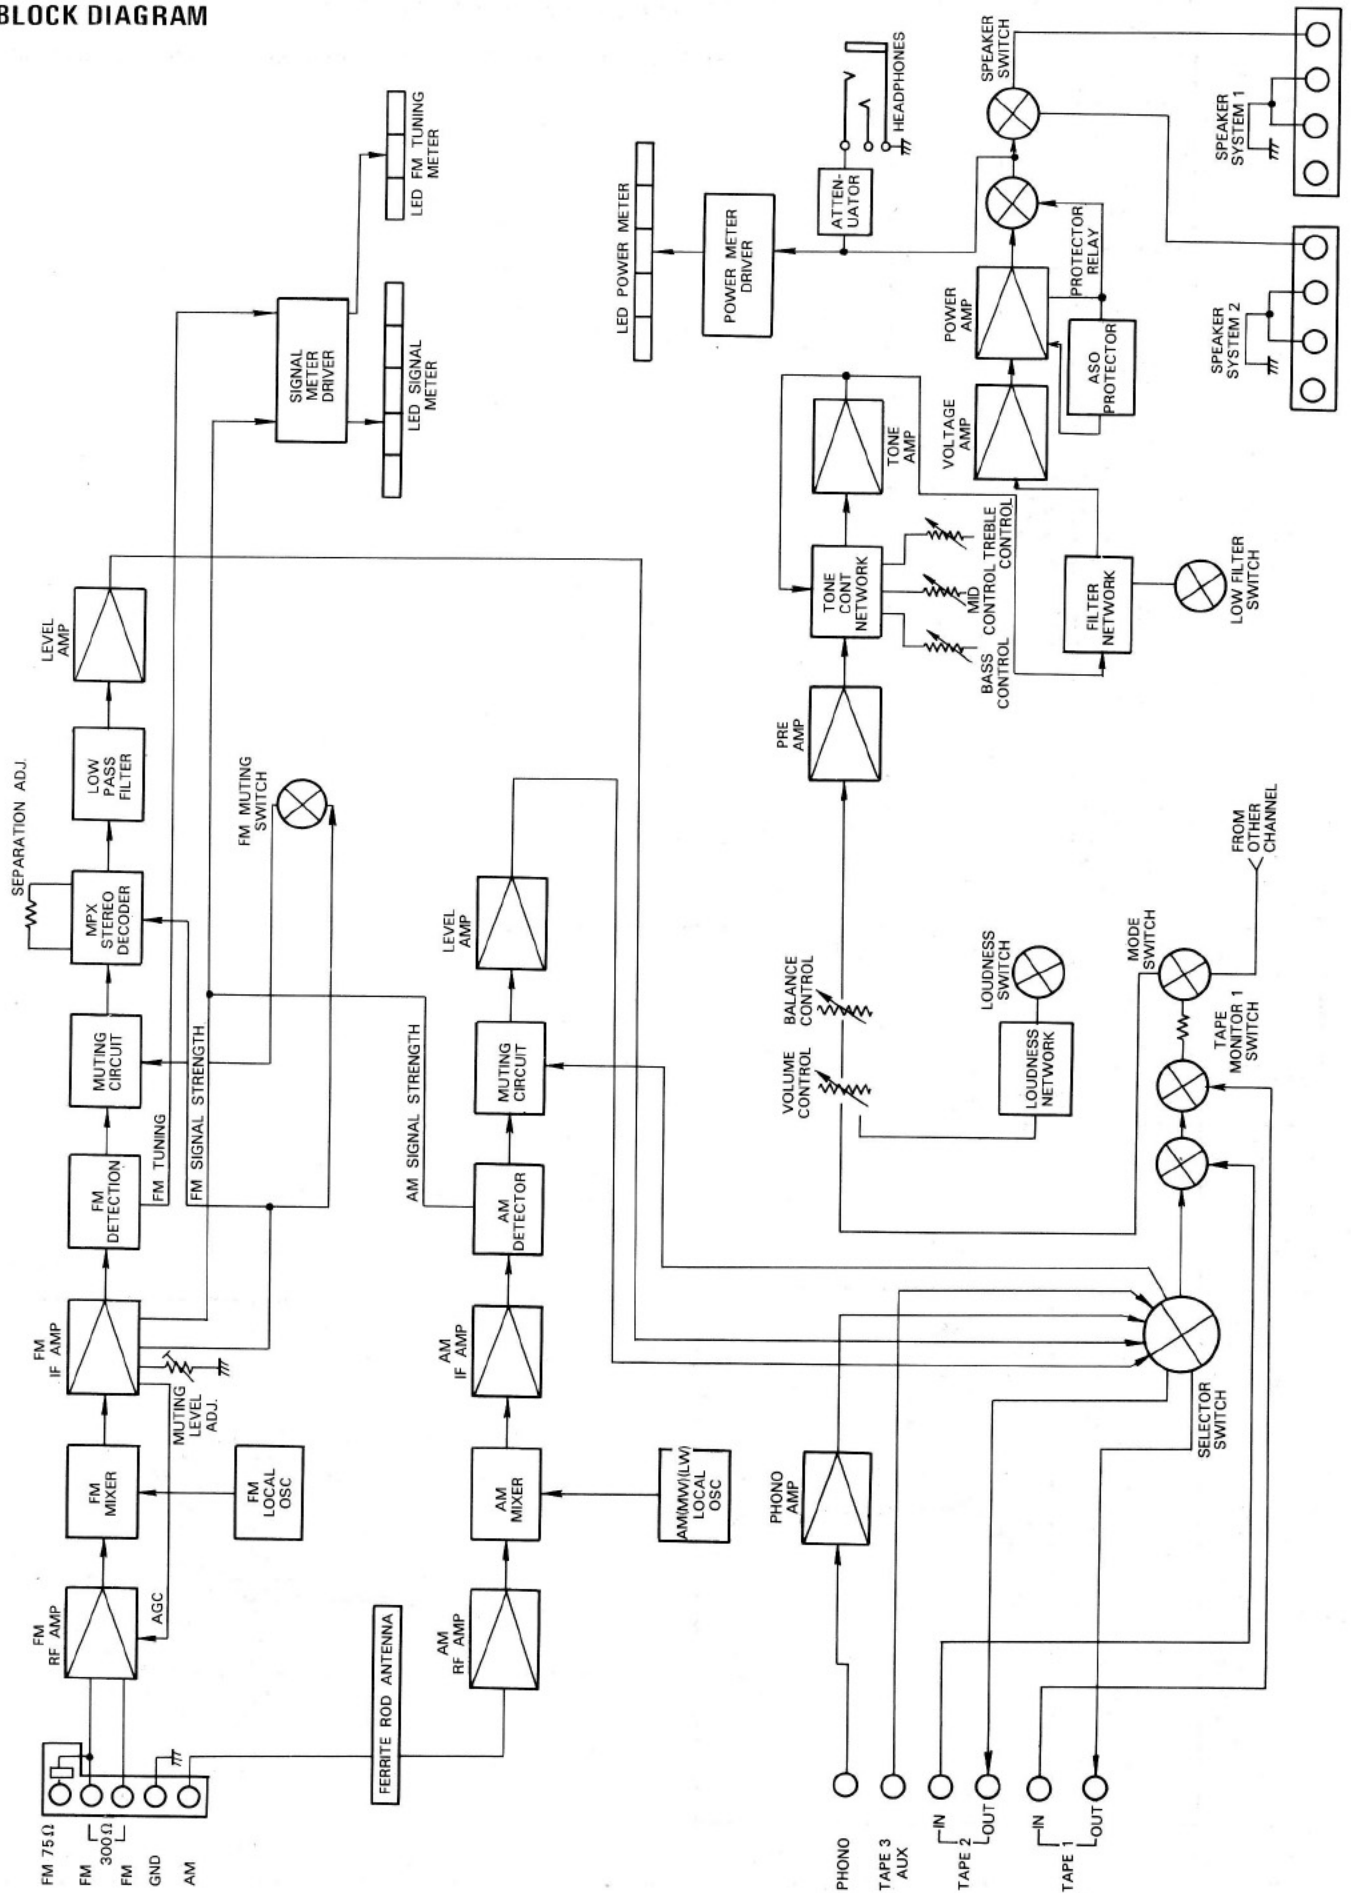 BLOCK DIAGRAM
FM 75Ω
FM
300Ω
FM
GND
AM
FM
RF AMP
AGC
FM
MIXER
FM
LOCAL
OSC
FM
IF AMP
MUTING
LEVEL
ADJ.
FM
DETECTION
FM TUNING
FM SIGNAL STRENGTH
MUTING
CIRCUIT
MPX
STEREO
DECODER
SEPARATION ADJ.
LOW
PASS
FILTER
LEVEL
AMP
FM MUTING
SWITCH
SIGNAL
METER
DRIVER
LED SIGNAL
METER
LED FM TUNING
METER
FERRITE ROD ANTENNA
AM
RF AMP
AM
MIXER
AM(MW)(LW)
LOCAL
OSC
AM
IF AMP
AM
DETECTOR
AM SIGNAL STRENGTH
MUTING
CIRCUIT
LEVEL
AMP
PHONO
TAPE 3
AUX
IN
TAPE 2
OUT
IN
TAPE 1
OUT
PHONO
AMP
SELECTOR
SWITCH
TAPE
MONITOR 1
SWITCH
MODE
SWITCH
FROM
OTHER
CHANNEL
VOLUME
CONTROL
BALANCE
CONTROL
LOUDNESS
NETWORK
LOUDNESS
SWITCH
PRE
AMP
TONE
CONT
NETWORK
BASS
CONTROL
MID
CONTROL
TREBLE
CONTROL
TONE
AMP
FILTER
NETWORK
LOW FILTER
SWITCH
VOLTAGE
AMP
POWER
AMP
ASO
PROTECTOR
PROTECTOR
RELAY
LED POWER METER
POWER METER
DRIVER
ATTEN-
UATOR
HEADPHONES
SPEAKER
SWITCH
SPEAKER
SYSTEM 1
SPEAKER
SYSTEM 2